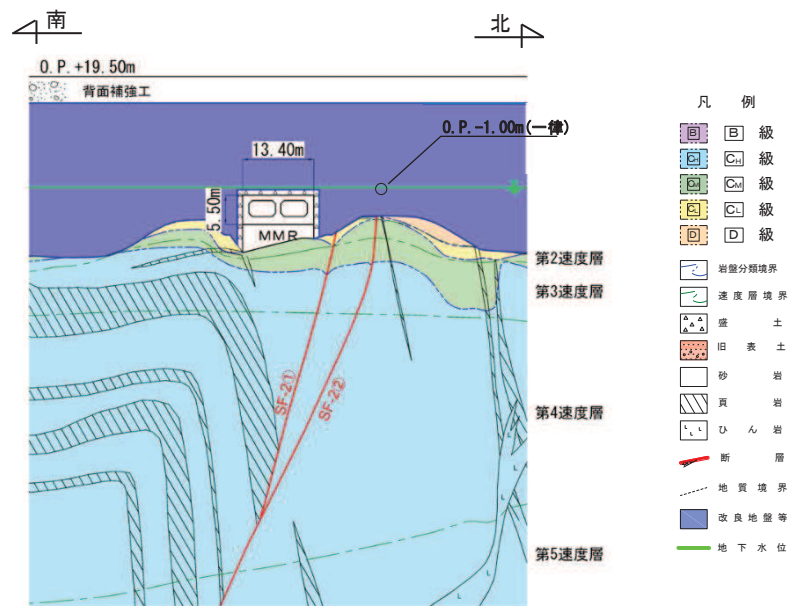 南
北
O.P.+19.50m
背面補強工
O.P.-1.00m(一律)
13.40m
5.50m
MMR
第2速度層
第3速度層
SF-2①
SF-2②
第4速度層
第5速度層
凡 例
B B 級
CH CH 級
CM CM 級
CL CL 級
D D 級
岩盤分類境界
速度層境界
盛 土
旧 表 土
砂 岩
頁 岩
ひ ん 岩
断 層
地 質 境 界
改 良 地 盤 等
地 下 水 位